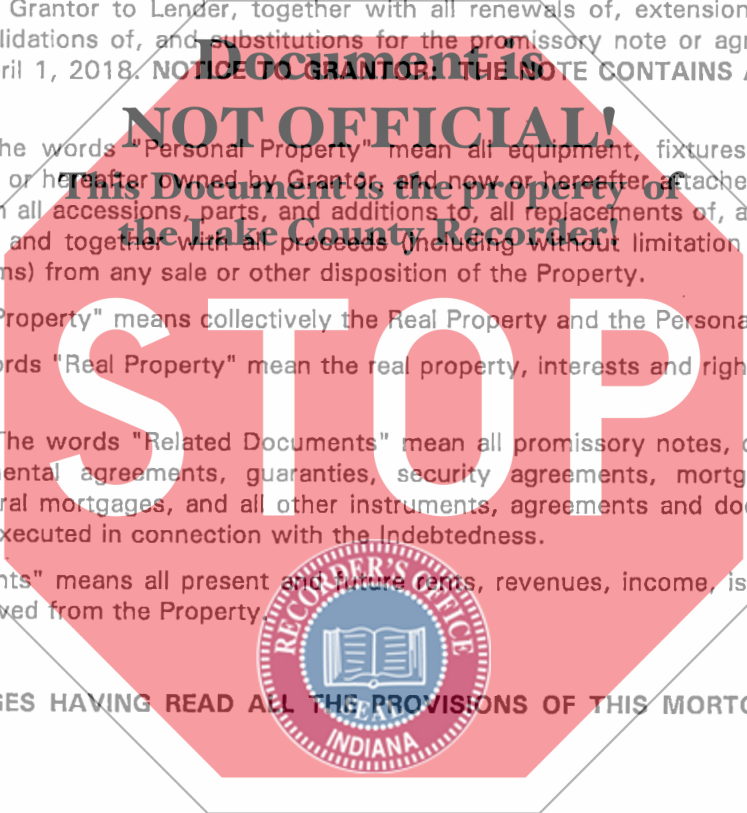 Grantor to Lender, together with all renewals of, extension
lidations of, and substitutions for the promissory note or agr
ril 1, 2018. NOTICE TO GRANTOR: THE NOTE CONTAINS A
Document is
NOT OFFICIAL!
he words "Personal Property" mean all equipment, fixtures
or hereafter owned by Grantor, and now or hereafter attache
This Document is the property of
all accessions, parts, and additions to, all replacements of, a
the Lake County Recorder!
and together with all proceeds (including without limitation
ns) from any sale or other disposition of the Property.
Property" means collectively the Real Property and the Persona
STOP
ords "Real Property" mean the real property, interests and righ
The words "Related Documents" mean all promissory notes, c
nental agreements, guaranties, security agreements, mortg
ral mortgages, and all other instruments, agreements and do
xecuted in connection with the Indebtedness.
nts" means all present and future rents, revenues, income, is
ved from the Property.
RECORDER'S OFFICE
SEAL
INDIANA
GES HAVING READ ALL THE PROVISIONS OF THIS MORTG